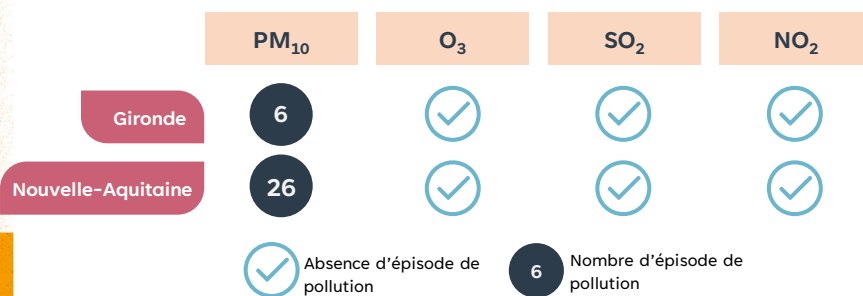 PM₁₀ O₃ SO₂ NO₂
Gironde 6
Nouvelle-Aquitaine 26
Absence d'épisode de
pollution
6 Nombre d'épisode de
pollution